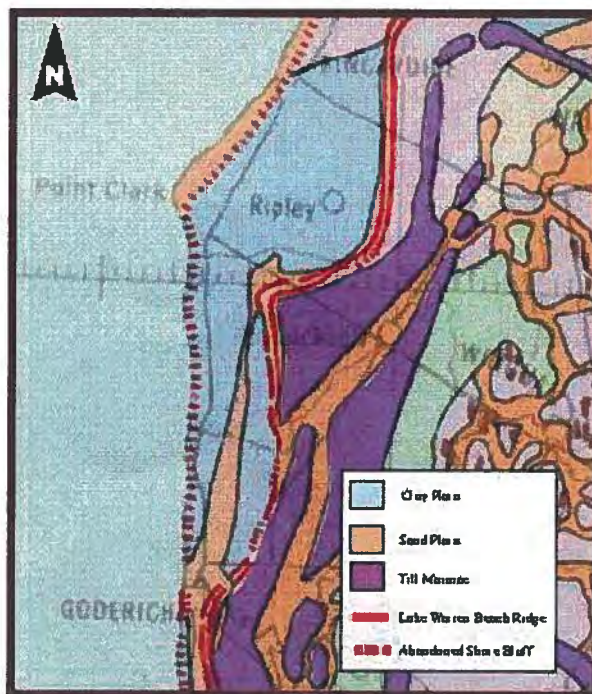 N
Point Clark
Ripley
GODERICH
Clay Plain
Sand Plain
Till Moraine
Lake Warren Beach Ridge
Abandoned Shore Bluff